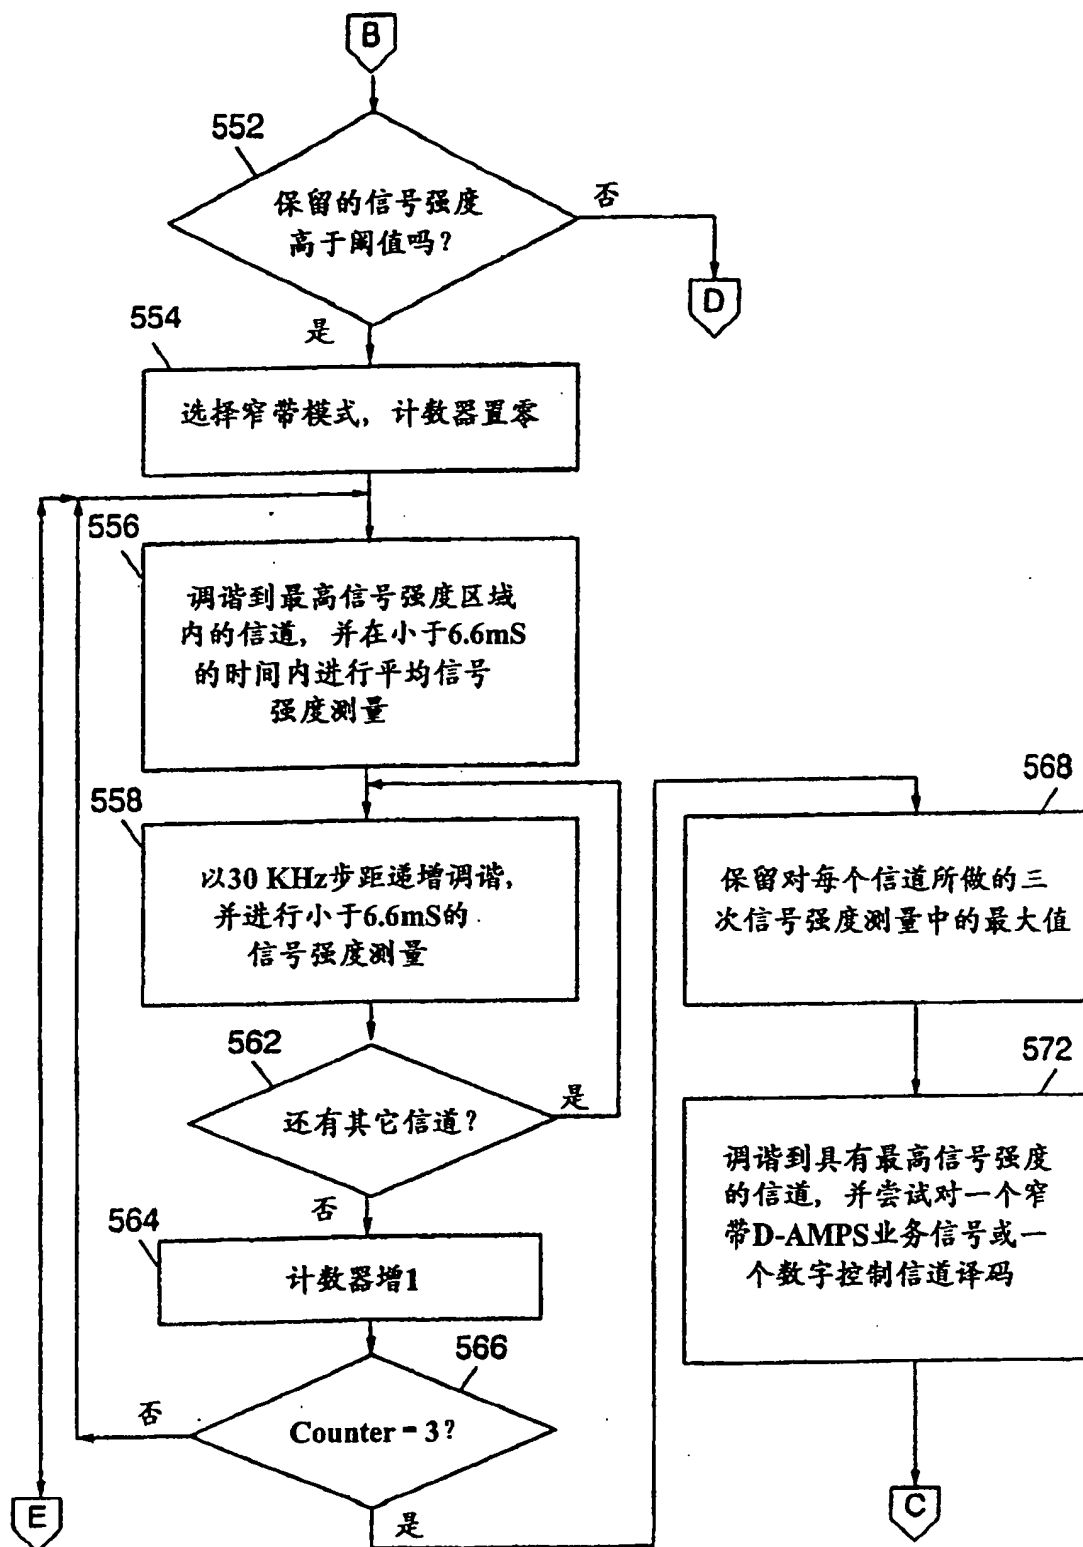 B
552
保留的信号强度
高于阈值吗?
否
D
554
是
选择窄带模式, 计数器置零
556
调谐到最高信号强度区域
内的信道, 并在小于6.6mS
的时间内进行平均信号
强度测量
558
以30 KHz步距递增调谐,
并进行小于6.6mS的
信号强度测量
562
还有其它信道?
是
否
564
计数器增1
566
Counter = 3?
否
是
E
568
保留对每个信道所做的三
次信号强度测量中的最大值
572
调谐到具有最高信号强度
的信道, 并尝试对一个窄
带D-AMPS业务信号或一
个数字控制信道译码
C